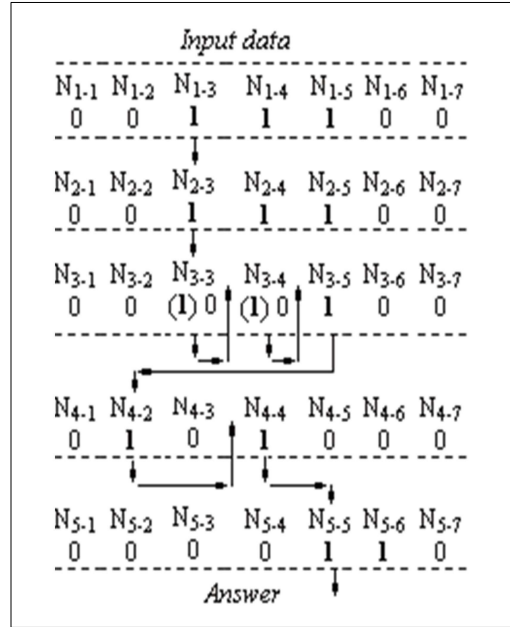 Input data
N1-1 N1-2 N1-3 N1-4 N1-5 N1-6 N1-7
0 0 1 1 1 0 0
N2-1 N2-2 N2-3 N2-4 N2-5 N2-6 N2-7
0 0 1 1 1 0 0
N3-1 N3-2 N3-3 N3-4 N3-5 N3-6 N3-7
0 0 (1) 0 (1) 0 1 0 0
N4-1 N4-2 N4-3 N4-4 N4-5 N4-6 N4-7
0 1 0 1 0 0 0
N5-1 N5-2 N5-3 N5-4 N5-5 N5-6 N5-7
0 0 0 0 1 1 0
Answer